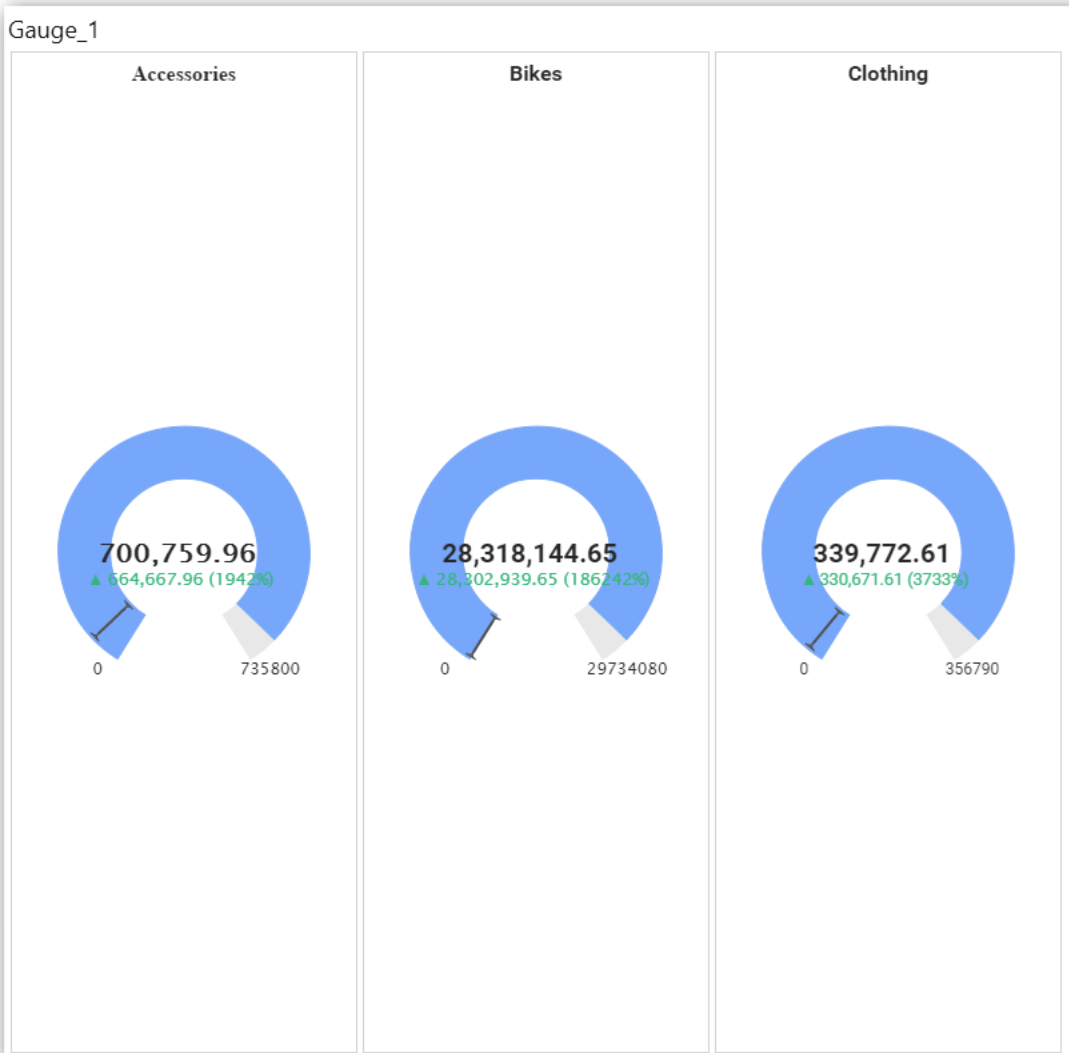 Gauge_1
Accessories
700,759.96
▲ 664,667.96 (1942%)
0 735800
Bikes
28,318,144.65
▲ 28,302,939.65 (186242%)
0 29734080
Clothing
339,772.61
▲ 330,671.61 (3733%)
0 356790